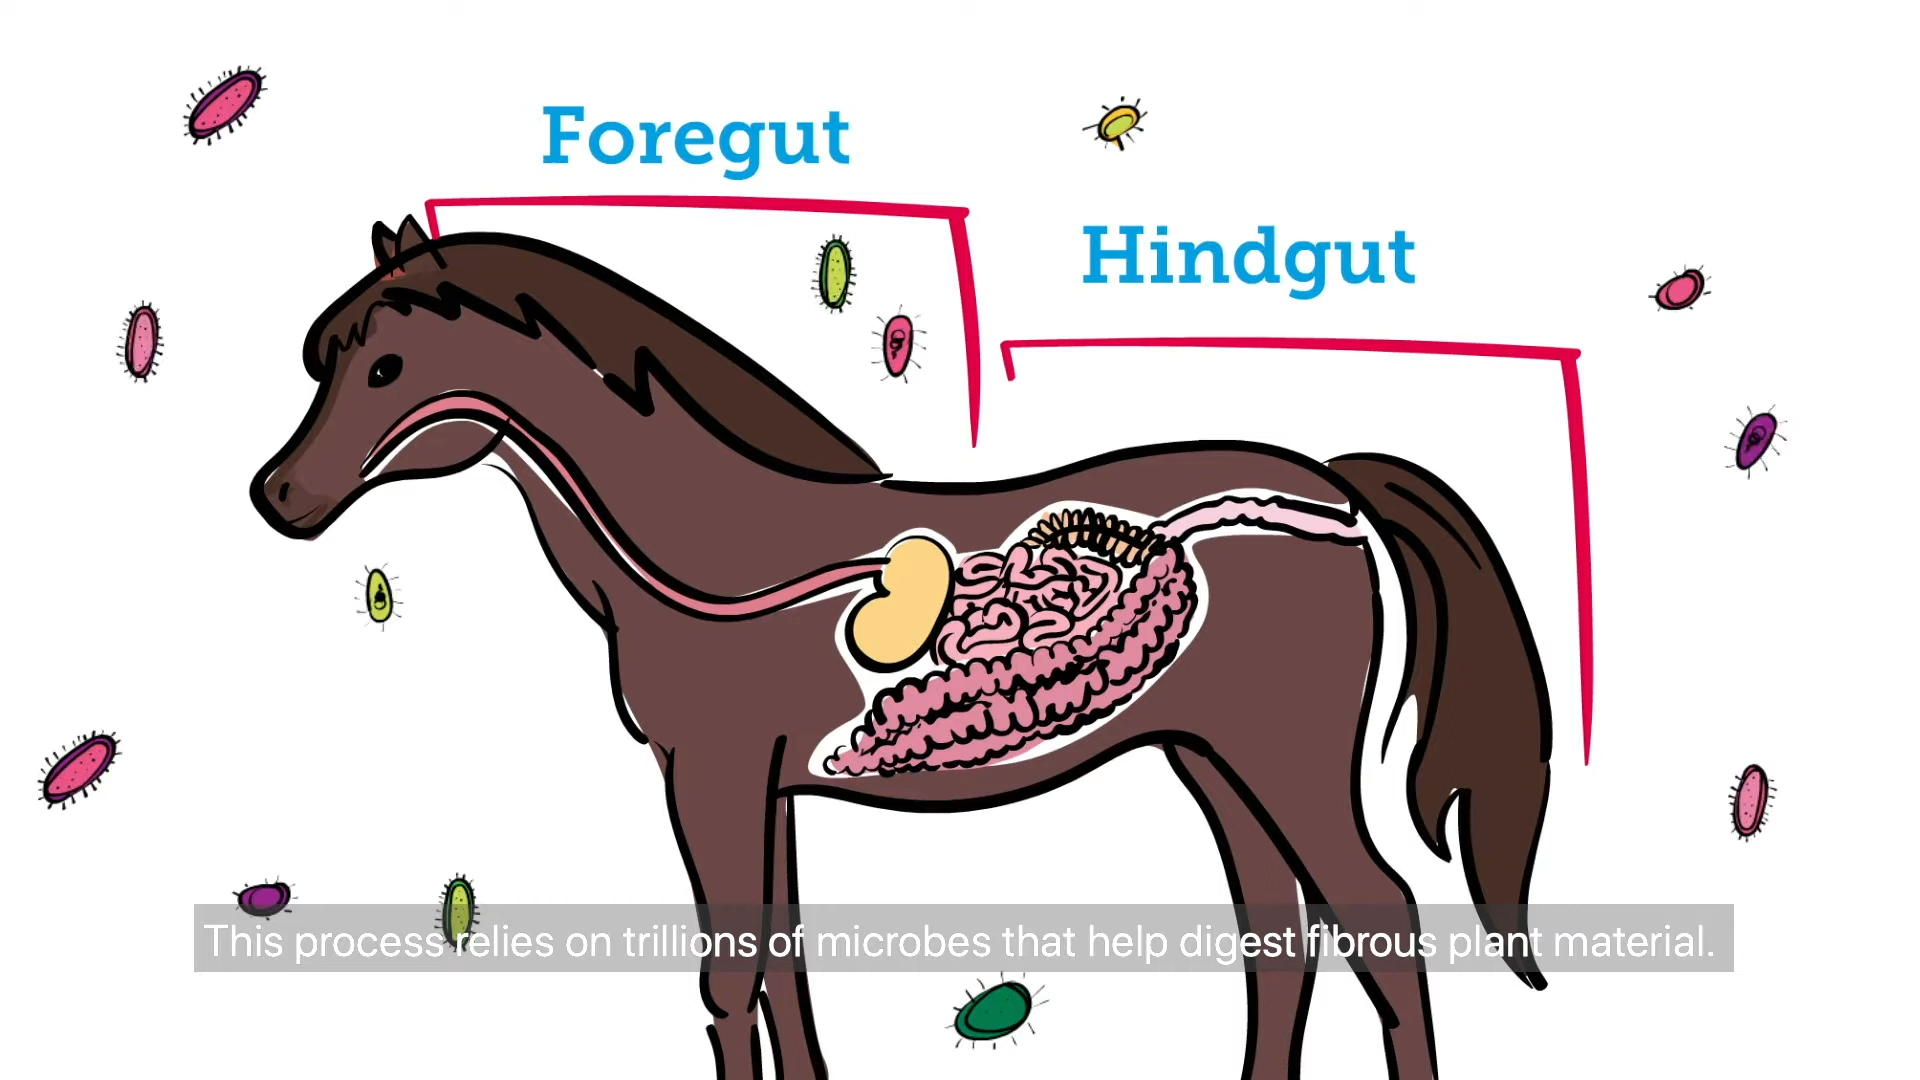 Foregut
Hindgut
This process relies on trillions of microbes that help digest fibrous plant material.